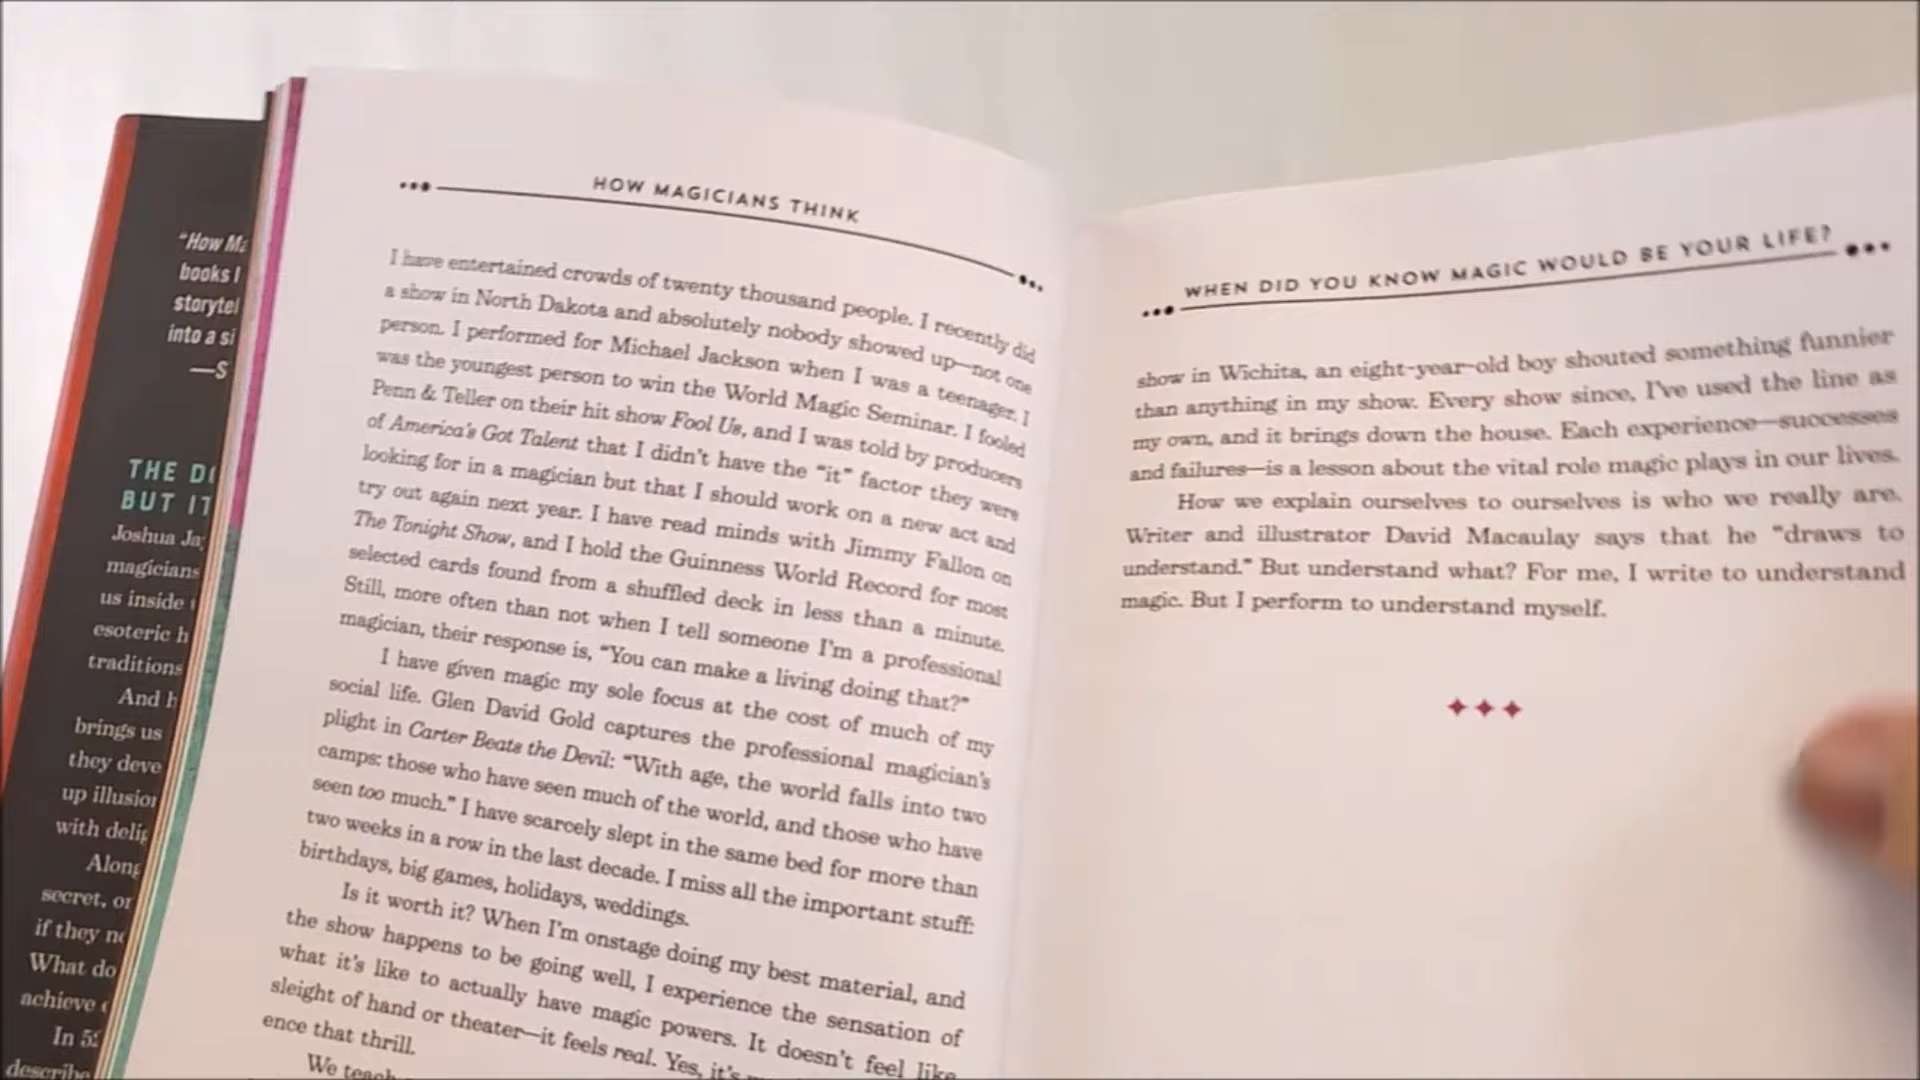 "How Ma
books I
storytel
into a si
—S
THE DI
BUT IT
Joshua Ja
magicians
us inside
esoteric h
traditions
And h
brings us
they deve
up illusion
with delig
Along
secret, or
if they ne
What do
achieve
In 52
describe
HOW MAGICIANS THINK
I have entertained crowds of twenty thousand people. I recently did
a show in North Dakota and absolutely nobody showed up—not one
person. I performed for Michael Jackson when I was a teenager. I
was the youngest person to win the World Magic Seminar. I fooled
Penn & Teller on their hit show Fool Us, and I was told by producers
of America's Got Talent that I didn't have the "it" factor they were
looking for in a magician but that I should work on a new act and
try out again next year. I have read minds with Jimmy Fallon on
The Tonight Show, and I hold the Guinness World Record for most
selected cards found from a shuffled deck in less than a minute.
Still, more often than not when I tell someone I'm a professional
magician, their response is, "You can make a living doing that?"
I have given magic my sole focus at the cost of much of my
social life. Glen David Gold captures the professional magician's
plight in Carter Beats the Devil: "With age, the world falls into two
camps: those who have seen much of the world, and those who have
seen too much." I have scarcely slept in the same bed for more than
two weeks in a row in the last decade. I miss all the important stuff:
birthdays, big games, holidays, weddings.
Is it worth it? When I'm onstage doing my best material, and
the show happens to be going well, I experience the sensation of
what it's like to actually have magic powers. It doesn't feel like
sleight of hand or theater—it feels real. Yes, it's
ence that thrill.
We teach
WHEN DID YOU KNOW MAGIC WOULD BE YOUR LIFE?
show in Wichita, an eight-year-old boy shouted something funnier
than anything in my show. Every show since, I've used the line as
my own, and it brings down the house. Each experience—successes
and failures—is a lesson about the vital role magic plays in our lives.
How we explain ourselves to ourselves is who we really are.
Writer and illustrator David Macaulay says that he "draws to
understand." But understand what? For me, I write to understand
magic. But I perform to understand myself.